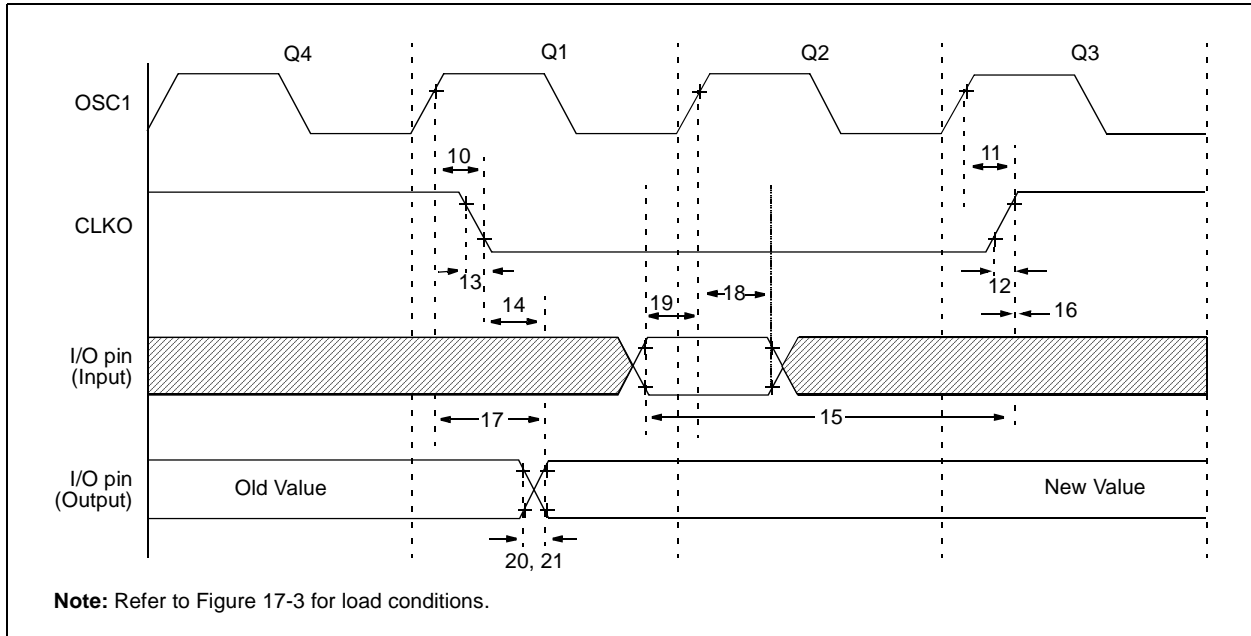 Q4 Q1 Q2 Q3
OSC1
10
11
CLKO
13
12
14
19
18
16
I/O pin
(Input)
17
15
I/O pin
(Output)
Old Value
New Value
20, 21
Note: Refer to Figure 17-3 for load conditions.